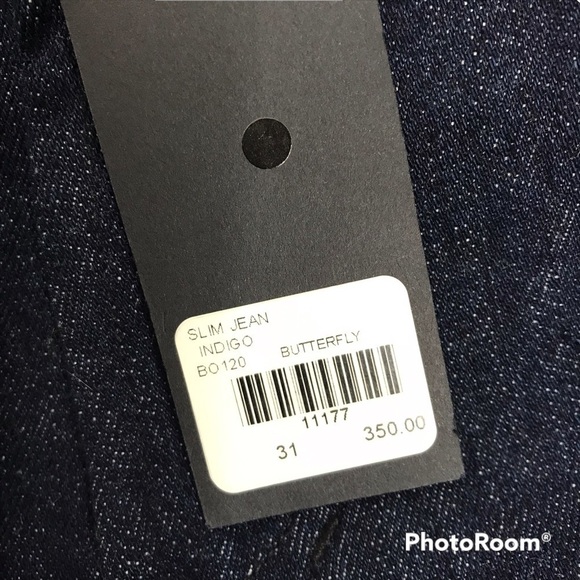 SLIM JEAN
INDIGO
BO120 BUTTERFLY
11177
31 350.00
PhotoRoom®